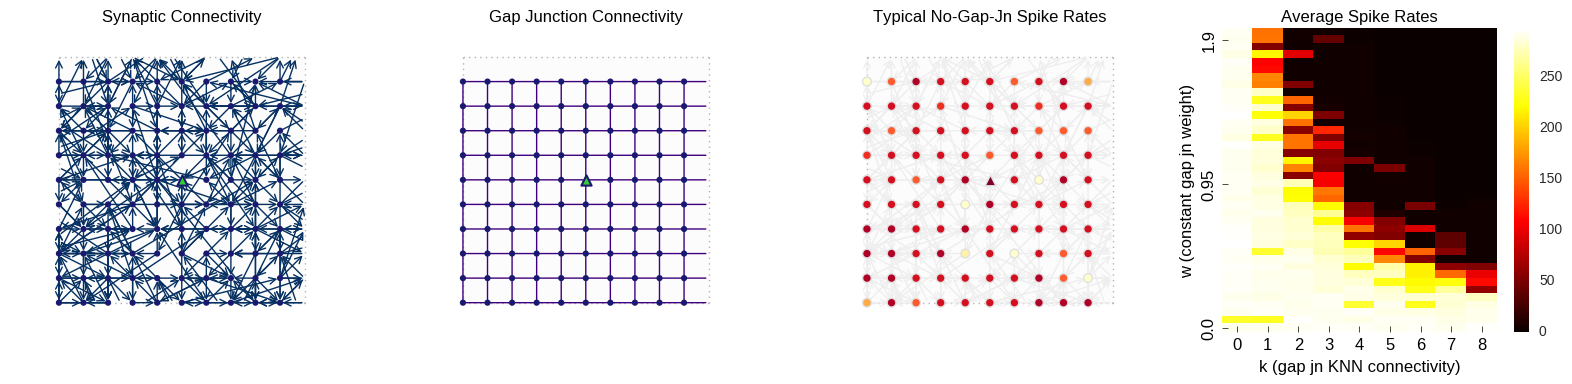 Synaptic Connectivity
Gap Junction Connectivity
Typical No-Gap-Jn Spike Rates
Average Spike Rates
w (constant gap jn weight)
1.9
0.95
0.0
0 1 2 3 4 5 6 7 8
k (gap jn KNN connectivity)
250
200
150
100
50
0